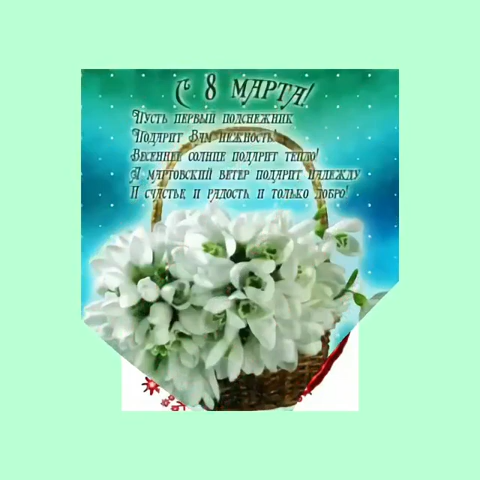 С 8 МАРТА!
Пусть первый подснежник
Подарит Вам нежность!
Весеннее солнце подарит тепло!
А мартовский ветер подарит надежду
И счастье, и радость и только добро!